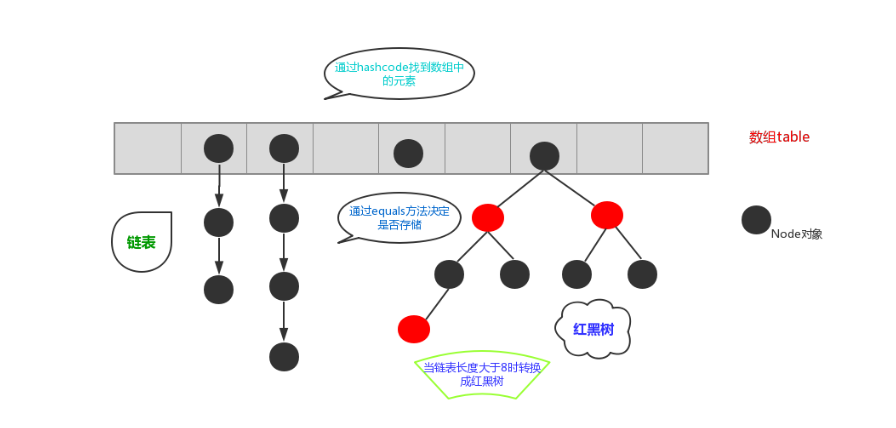 通过hashcode找到数组中
的元素
数组table
通过equals方法决定
是否存储
链表
Node对象
红黑树
当链表长度大于8时转换
成红黑树